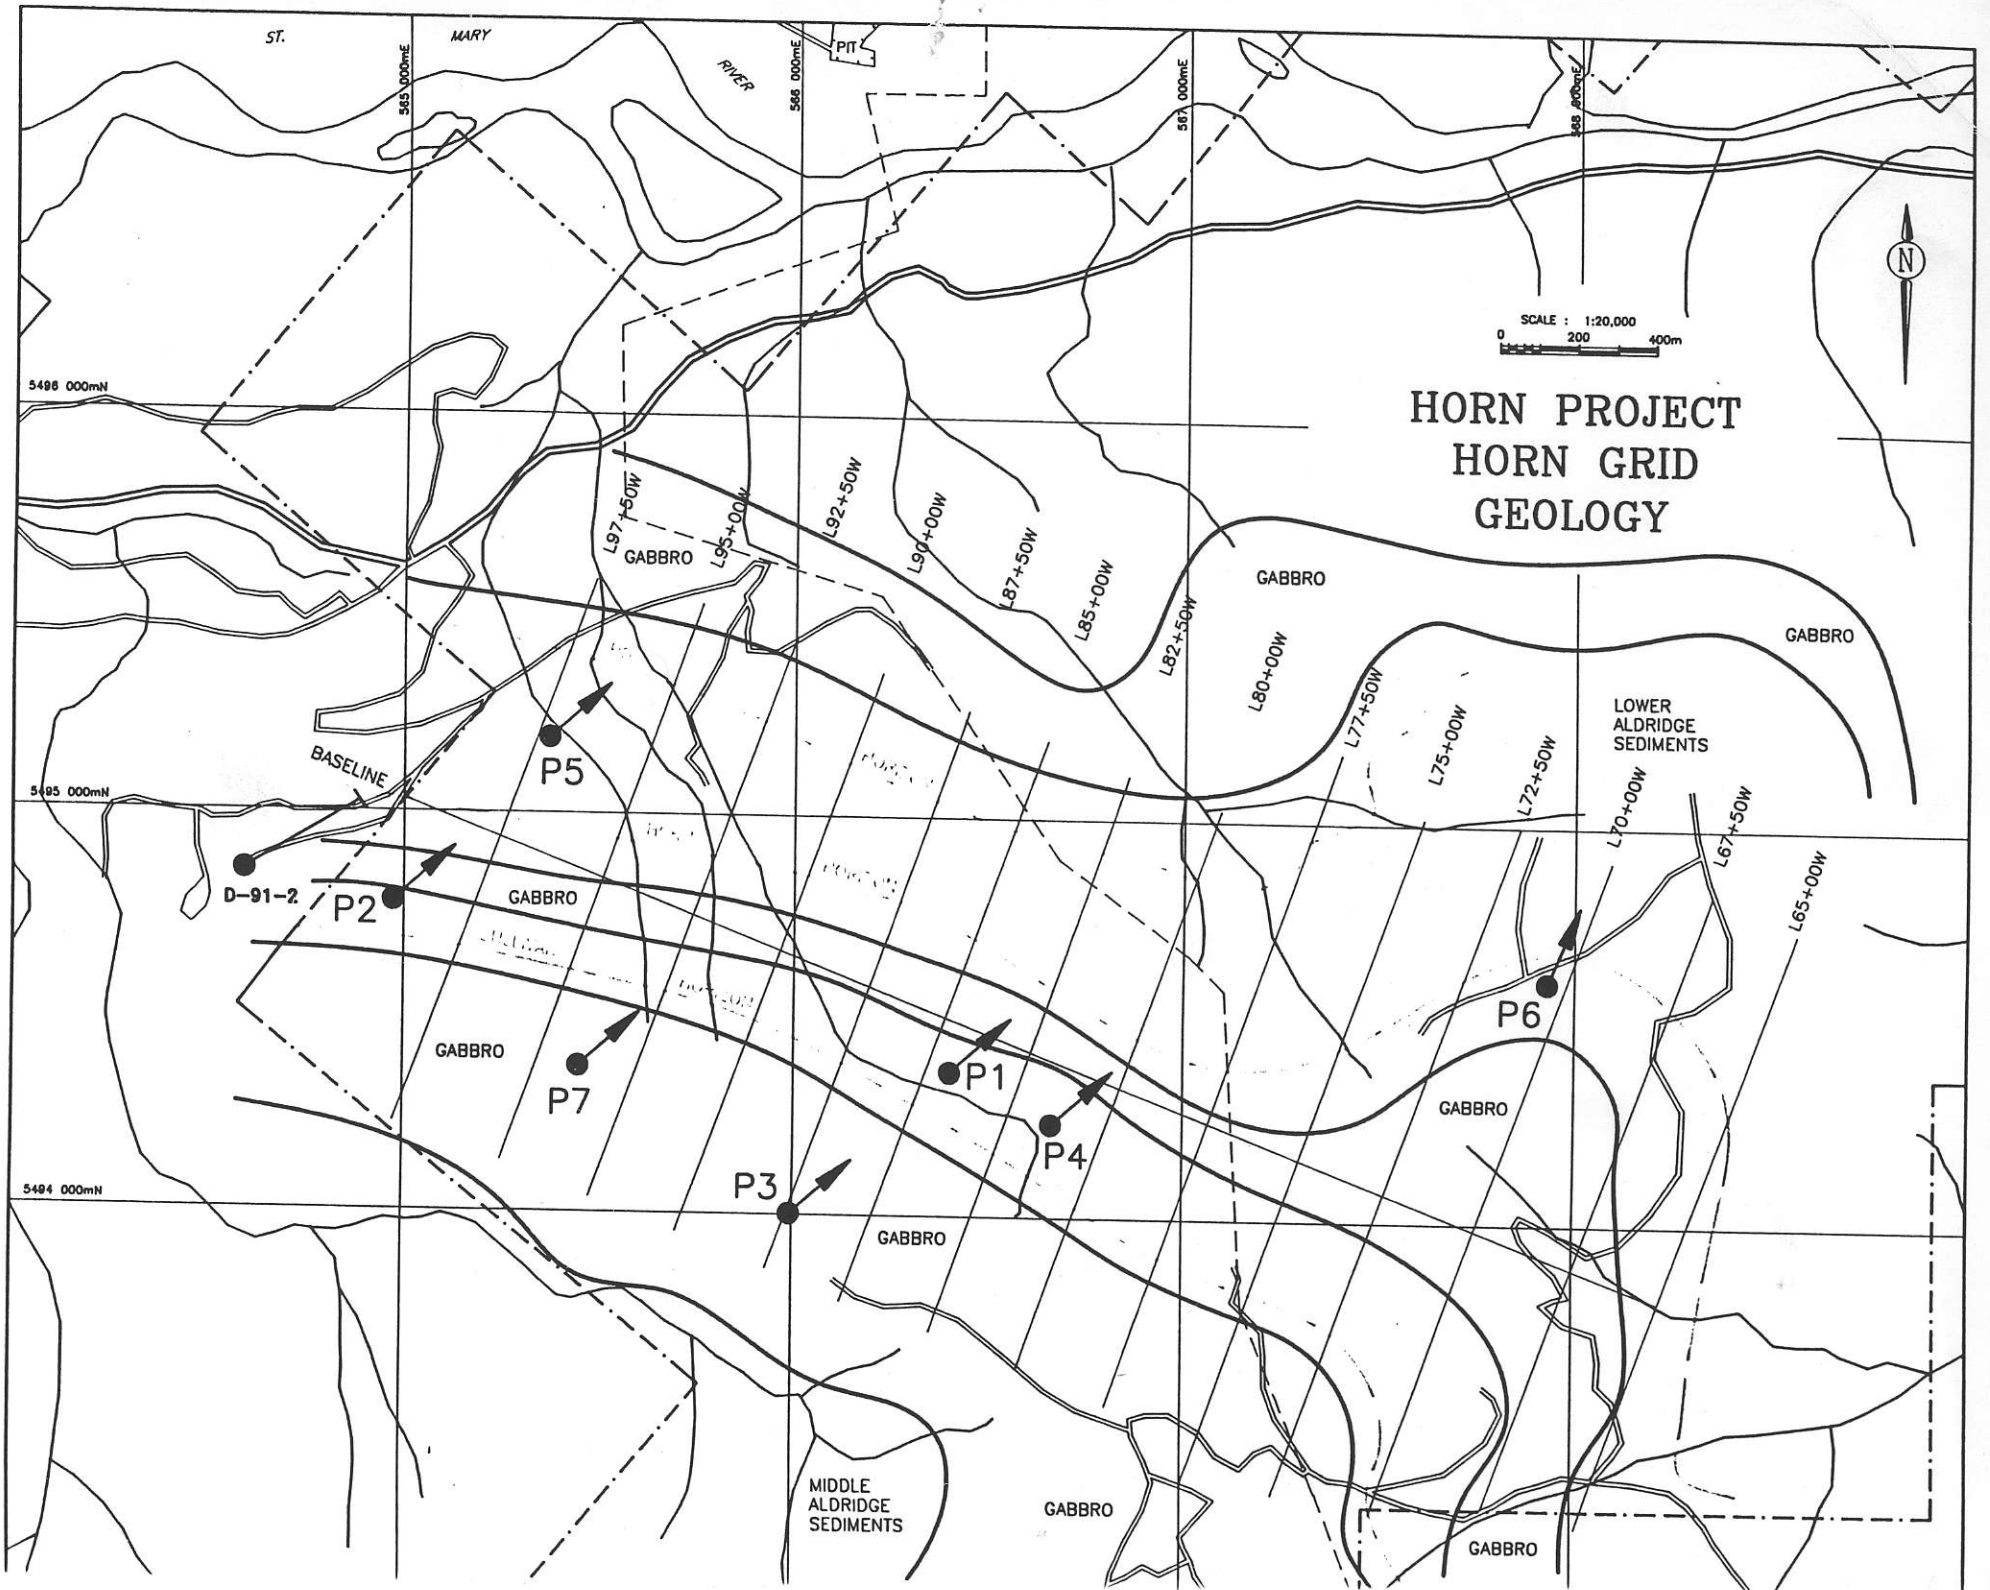 ST. MARY RIVER
PIT
565 000mE
566 000mE
567 000mE
568 000mE
N
SCALE : 1:20,000
0 200 400m
HORN PROJECT
HORN GRID
GEOLOGY
5496 000mN
L97+50W
L95+00W
L92+50W
L90+00W
L87+50W
L85+00W
L82+50W
L80+00W
L77+50W
L75+00W
L72+50W
L70+00W
L67+50W
L65+00W
GABBRO
GABBRO
GABBRO
LOWER
ALDRIDGE
SEDIMENTS
P5
BASELINE
5495 000mN
D-91-2
P2
GABBRO
P6
GABBRO
P7
P1
GABBRO
P4
P3
5494 000mN
GABBRO
MIDDLE
ALDRIDGE
SEDIMENTS
GABBRO
GABBRO